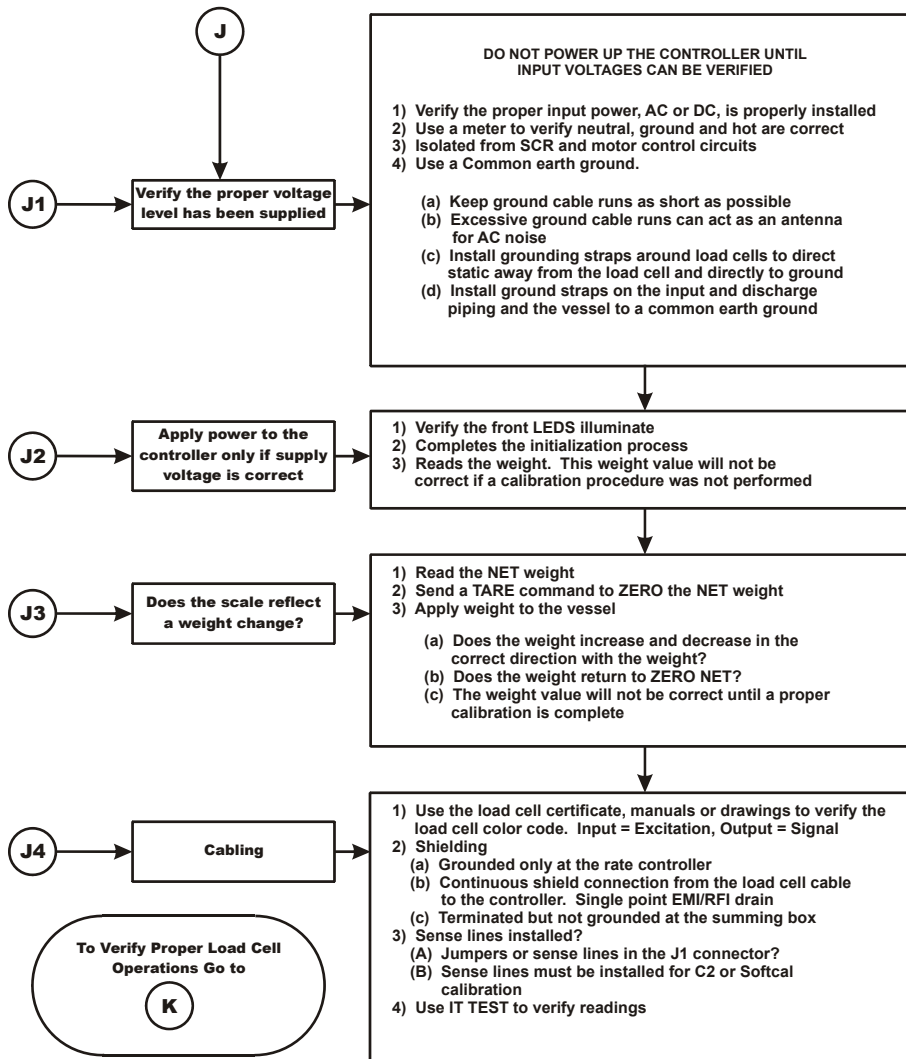 J
DO NOT POWER UP THE CONTROLLER UNTIL
INPUT VOLTAGES CAN BE VERIFIED
J1
Verify the proper voltage
level has been supplied
1) Verify the proper input power, AC or DC, is properly installed
2) Use a meter to verify neutral, ground and hot are correct
3) Isolated from SCR and motor control circuits
4) Use a Common earth ground.
(a) Keep ground cable runs as short as possible
(b) Excessive ground cable runs can act as an antenna
for AC noise
(c) Install grounding straps around load cells to direct
static away from the load cell and directly to ground
(d) Install ground straps on the input and discharge
piping and the vessel to a common earth ground
J2
Apply power to the
controller only if supply
voltage is correct
1) Verify the front LEDS illuminate
2) Completes the initialization process
3) Reads the weight. This weight value will not be
correct if a calibration procedure was not performed
J3
Does the scale reflect
a weight change?
1) Read the NET weight
2) Send a TARE command to ZERO the NET weight
3) Apply weight to the vessel
(a) Does the weight increase and decrease in the
correct direction with the weight?
(b) Does the weight return to ZERO NET?
(c) The weight value will not be correct until a proper
calibration is complete
J4
Cabling
1) Use the load cell certificate, manuals or drawings to verify the
load cell color code. Input = Excitation, Output = Signal
2) Shielding
(a) Grounded only at the rate controller
(b) Continuous shield connection from the load cell cable
to the controller. Single point EMI/RFI drain
(c) Terminated but not grounded at the summing box
3) Sense lines installed?
(A) Jumpers or sense lines in the J1 connector?
(B) Sense lines must be installed for C2 or Softcal
calibration
4) Use IT TEST to verify readings
To Verify Proper Load Cell
Operations Go to
K